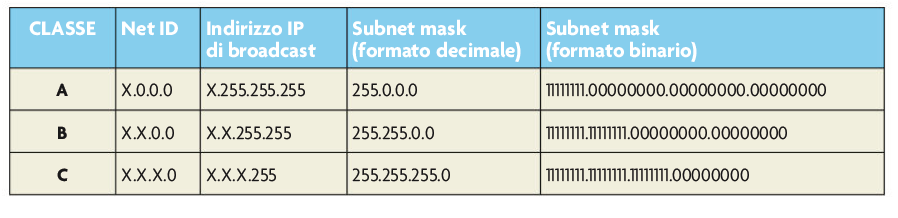 CLASSE Net ID Indirizzo IP di broadcast Subnet mask (formato decimale) Subnet mask (formato binario)
A X.0.0.0 X.255.255.255 255.0.0.0 11111111.00000000.00000000.00000000
B X.X.0.0 X.X.255.255 255.255.0.0 11111111.11111111.00000000.00000000
C X.X.X.0 X.X.X.255 255.255.255.0 11111111.11111111.11111111.00000000